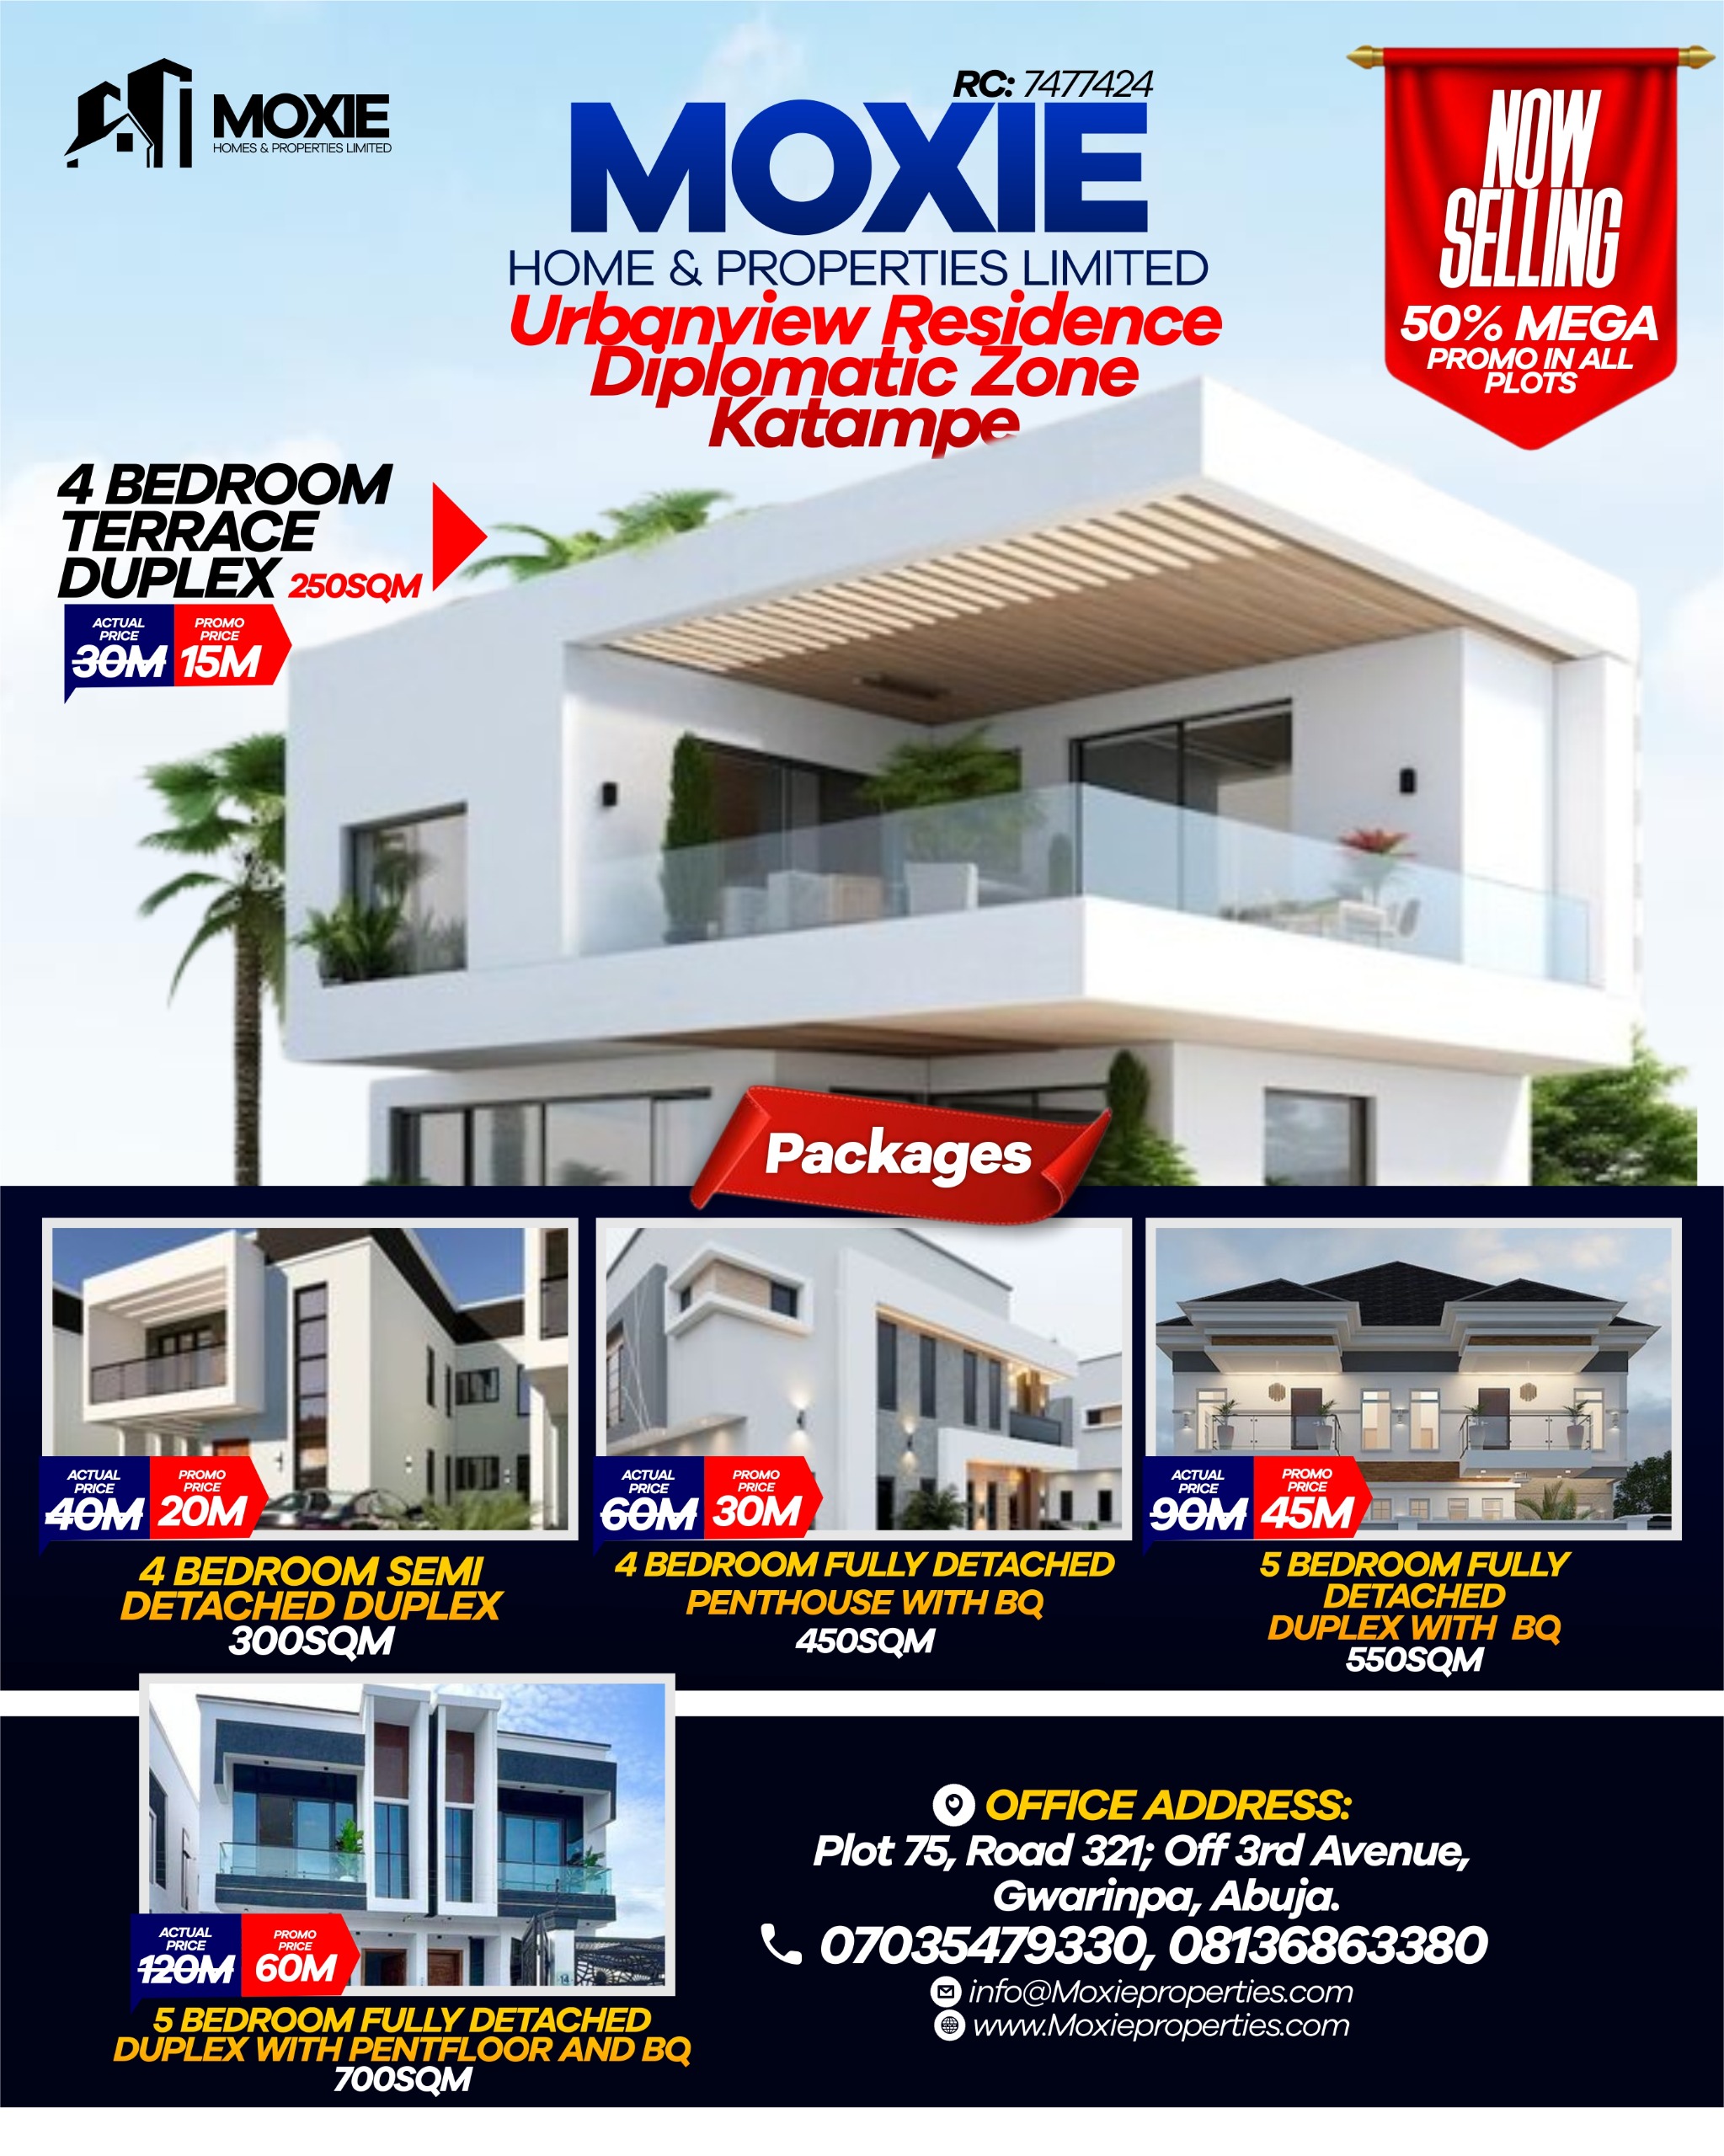 MOXIE
HOMES & PROPERTIES LIMITED
RC: 7477424
MOXIE
HOME & PROPERTIES LIMITED
Urbanview Residence
Diplomatic Zone
Katampe
NOW
SELLING
50% MEGA
PROMO IN ALL
PLOTS
4 BEDROOM
TERRACE
DUPLEX 250SQM
ACTUAL
PRICE
30M
PROMO
PRICE
15M
Packages
ACTUAL
PRICE
40M
PROMO
PRICE
20M
4 BEDROOM SEMI
DETACHED DUPLEX
300SQM
ACTUAL
PRICE
60M
PROMO
PRICE
30M
4 BEDROOM FULLY DETACHED
PENTHOUSE WITH BQ
450SQM
ACTUAL
PRICE
90M
PROMO
PRICE
45M
5 BEDROOM FULLY
DETACHED
DUPLEX WITH BQ
550SQM
ACTUAL
PRICE
120M
PROMO
PRICE
60M
5 BEDROOM FULLY DETACHED
DUPLEX WITH PENTFLOOR AND BQ
700SQM
OFFICE ADDRESS:
Plot 75, Road 321; Off 3rd Avenue,
Gwarinpa, Abuja.
07035479330, 08136863380
info@Moxieproperties.com
www.Moxieproperties.com